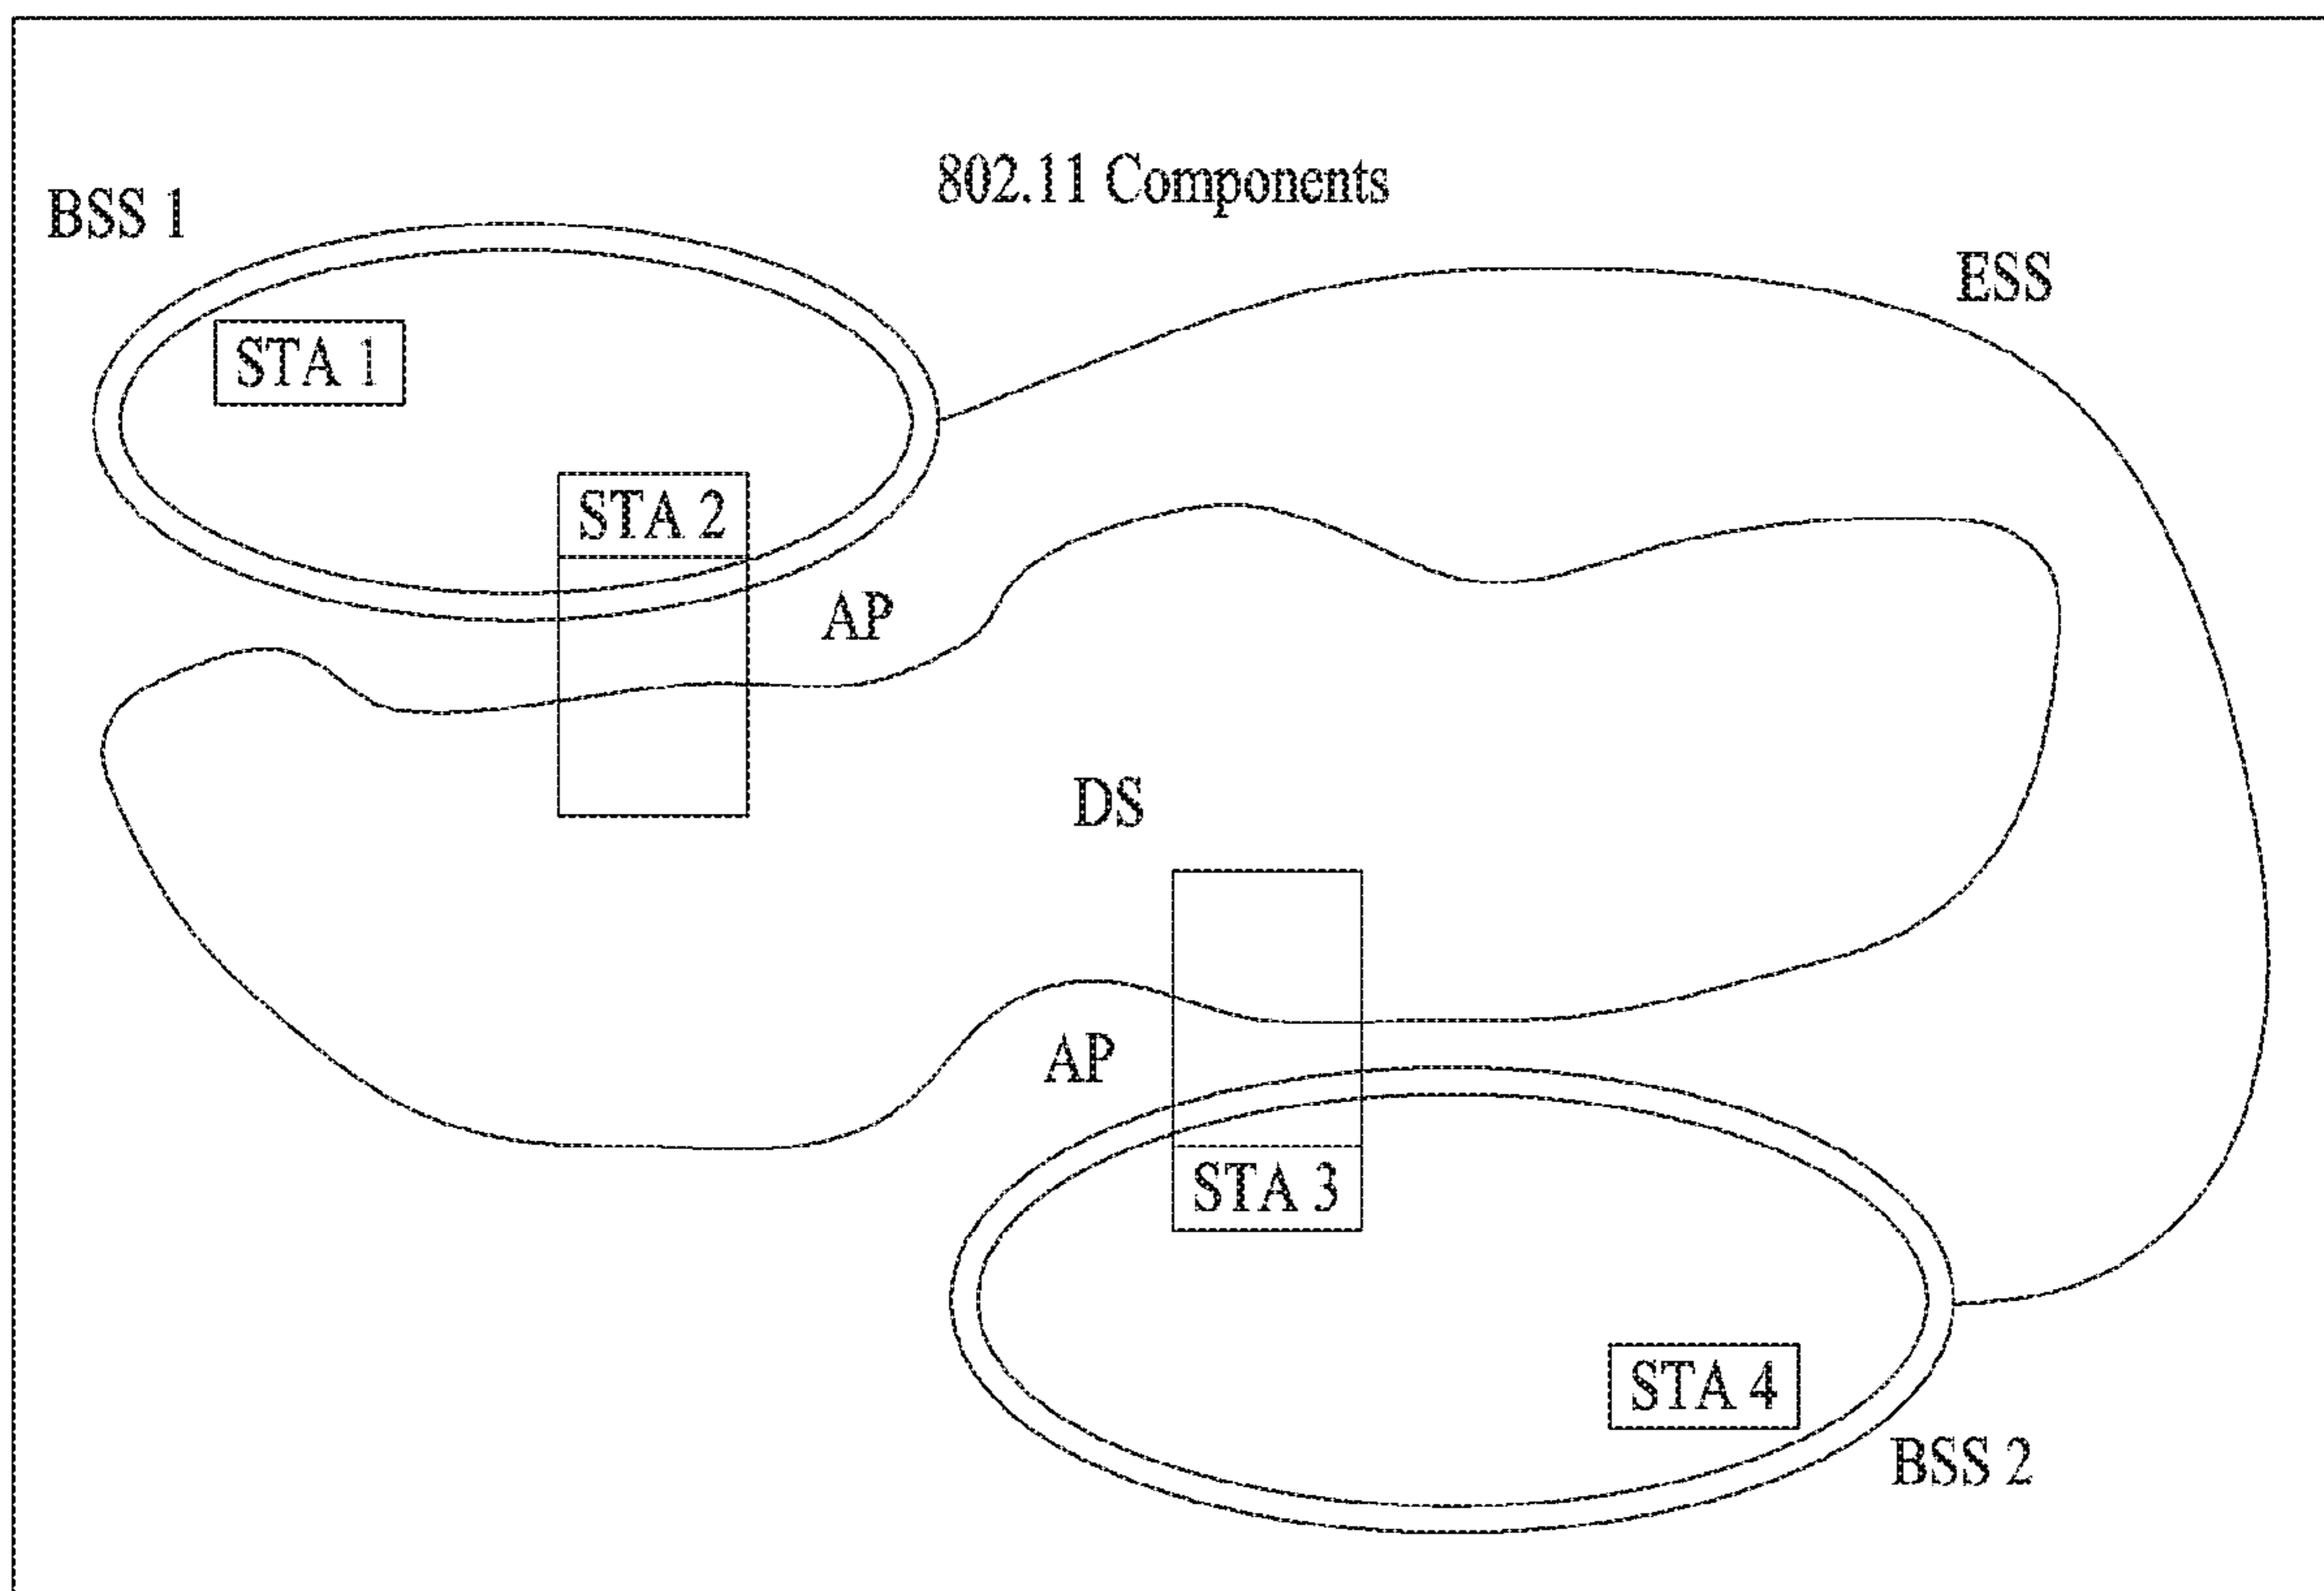 802.11 Components
BSS 1
ESS
STA 1
STA 2
AP
DS
AP
STA 3
STA 4
BSS 2